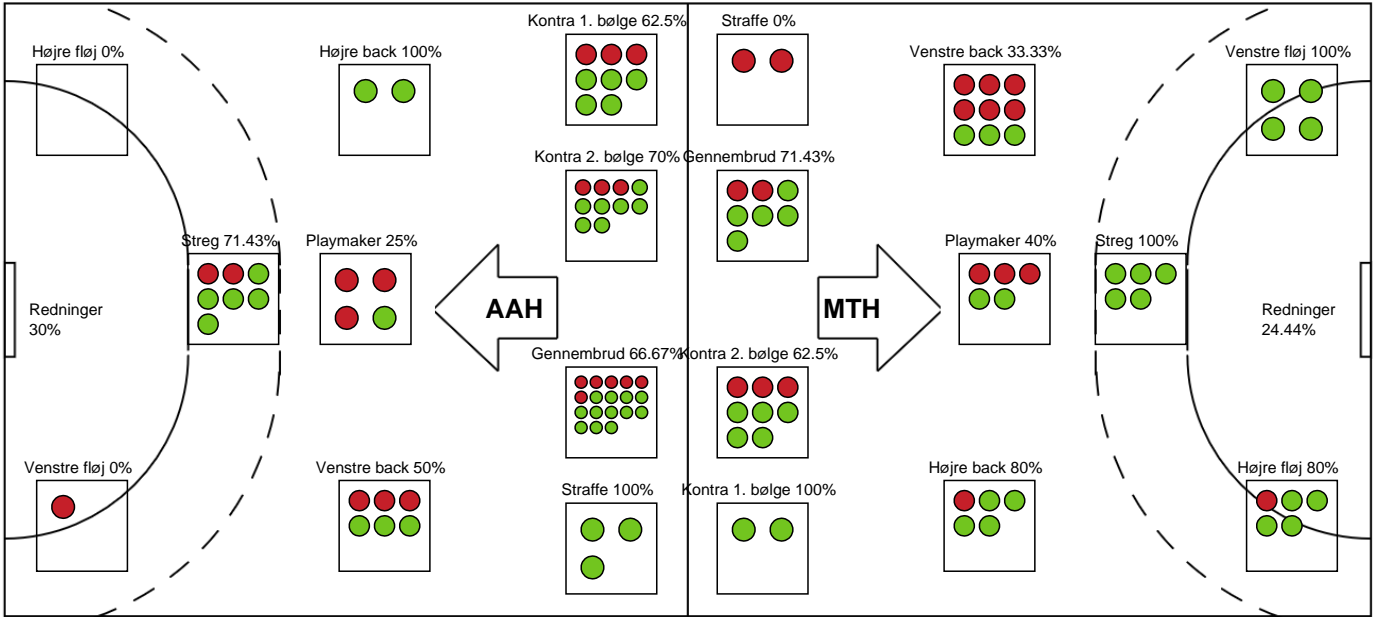 Kontra 1. bølge 62.5%
Straffe 0%
Højre fløj 0%
Højre back 100%
Venstre back 33.33%
Venstre fløj 100%
Kontra 2. bølge 70%
Gennembrud 71.43%
Streg 71.43%
Playmaker 25%
Playmaker 40%
Streg 100%
Redninger
30%
AAH
MTH
Redninger
24.44%
Gennembrud 66.67%
Kontra 2. bølge 62.5%
Venstre fløj 0%
Venstre back 50%
Højre back 80%
Højre fløj 80%
Straffe 100%
Kontra 1. bølge 100%